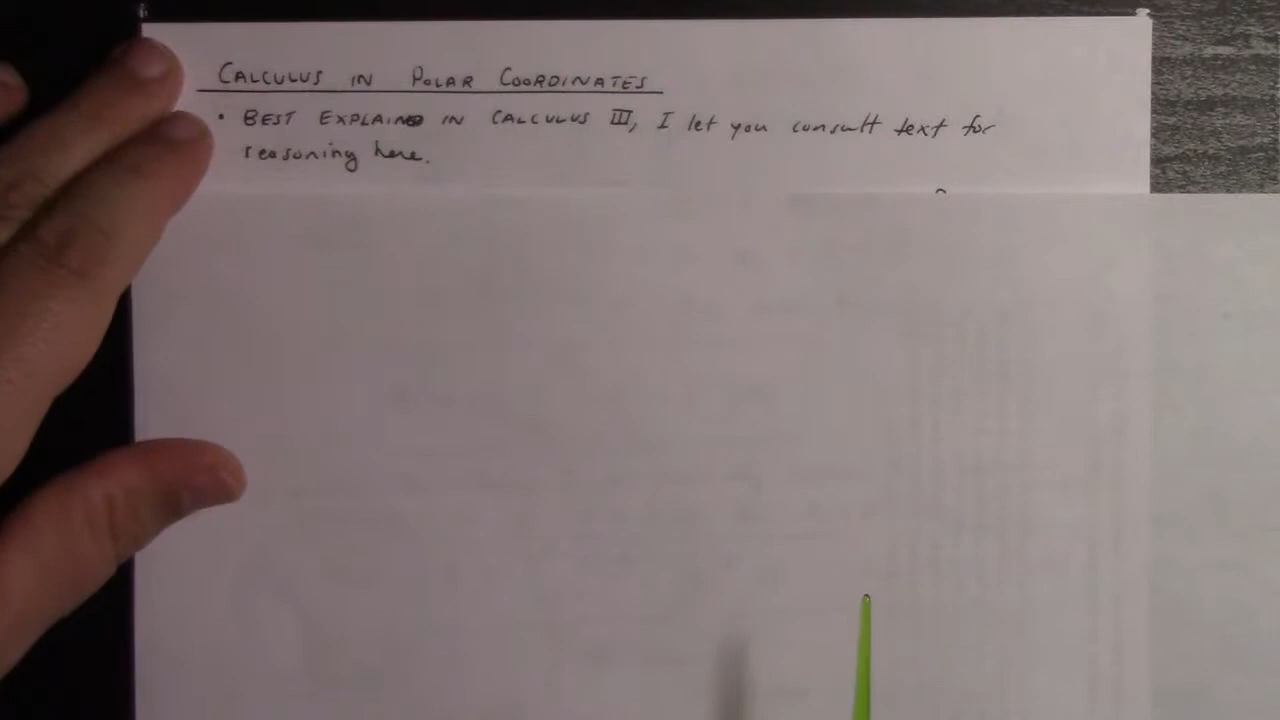 CALCULUS IN POLAR COORDINATES
• BEST EXPLAINED IN CALCULUS III, I let you consult text for
reasoning here.